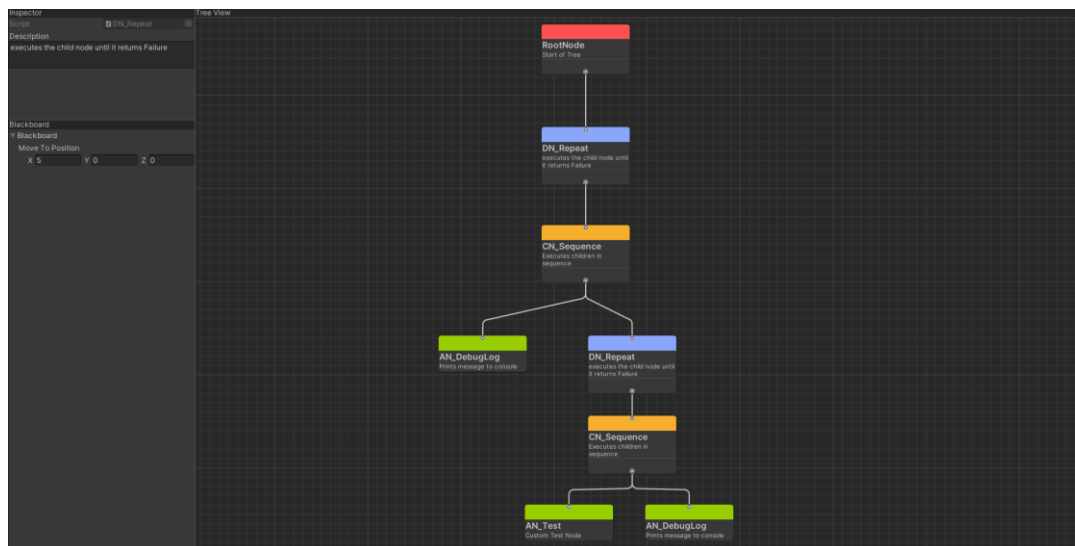 Inspector
Script DN_Repeat
Description
executes the child node until it returns Failure
Blackboard
Blackboard
Move To Position
X 5 Y 0 Z 0
Tree View
RootNode
Start of Tree
DN_Repeat
executes the child node until
it returns Failure
CN_Sequence
Executes children in
sequence
AN_DebugLog
Prints message to console
DN_Repeat
executes the child node until
it returns Failure
CN_Sequence
Executes children in
sequence
AN_Test
Custom Test Node
AN_DebugLog
Prints message to console